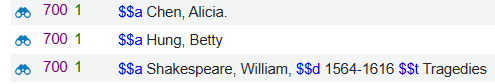 700 1 $$a Chen, Alicia.
700 1 $$a Hung, Betty
700 1 $$a Shakespeare, William, $$d 1564-1616 $$t Tragedies